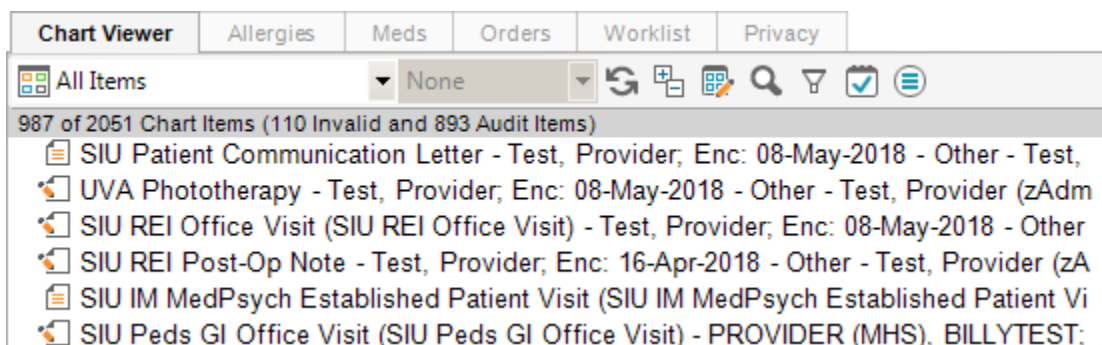 Chart Viewer Allergies Meds Orders Worklist Privacy
All Items None
987 of 2051 Chart Items (110 Invalid and 893 Audit Items)
SIU Patient Communication Letter - Test, Provider; Enc: 08-May-2018 - Other - Test,
UVA Phototherapy - Test, Provider; Enc: 08-May-2018 - Other - Test, Provider (zAdm
SIU REI Office Visit (SIU REI Office Visit) - Test, Provider; Enc: 08-May-2018 - Other
SIU REI Post-Op Note - Test, Provider; Enc: 16-Apr-2018 - Other - Test, Provider (zA
SIU IM MedPsych Established Patient Visit (SIU IM MedPsych Established Patient Vi
SIU Peds GI Office Visit (SIU Peds GI Office Visit) - PROVIDER (MHS), BILLYTEST;